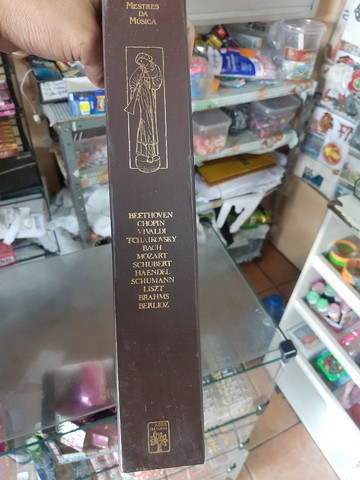 MESTRES
DA
MÚSICA
BEETHOVEN
CHOPIN
VIVALDI
TCHAIKOVSKY
BACH
MOZART
SCHUBERT
HAENDEL
SCHUMANN
LISZT
BRAHMS
BERLIOZ